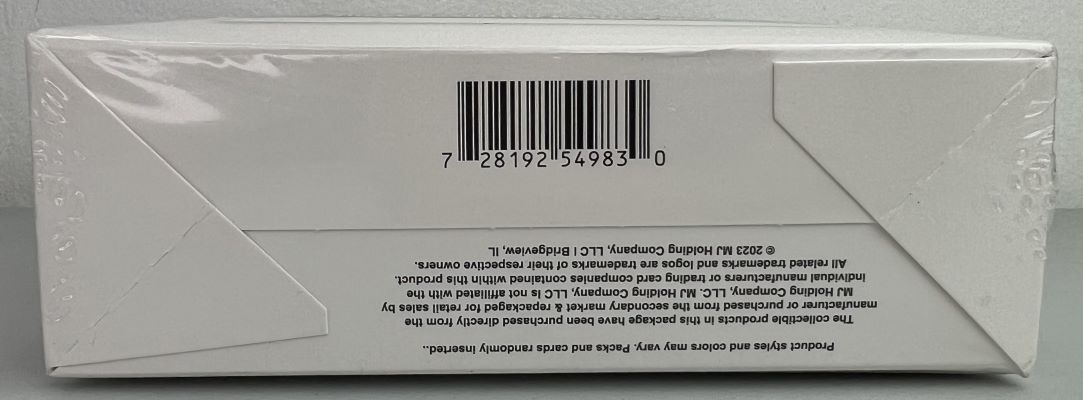 7 28192 54983 0
Product styles and colors may vary. Packs and cards randomly inserted..
The collectible products in this package have been purchased directly from the
manufacturer or purchased from the secondary market & repackaged for retail sales by
MJ Holding Company, LLC. MJ Holding Company, LLC is not affiliated with the
individual manufacturers or trading card companies contained within this product.
All related trademarks and logos are trademarks of their respective owners.
© 2023 MJ Holding Company, LLC | Bridgeview, IL